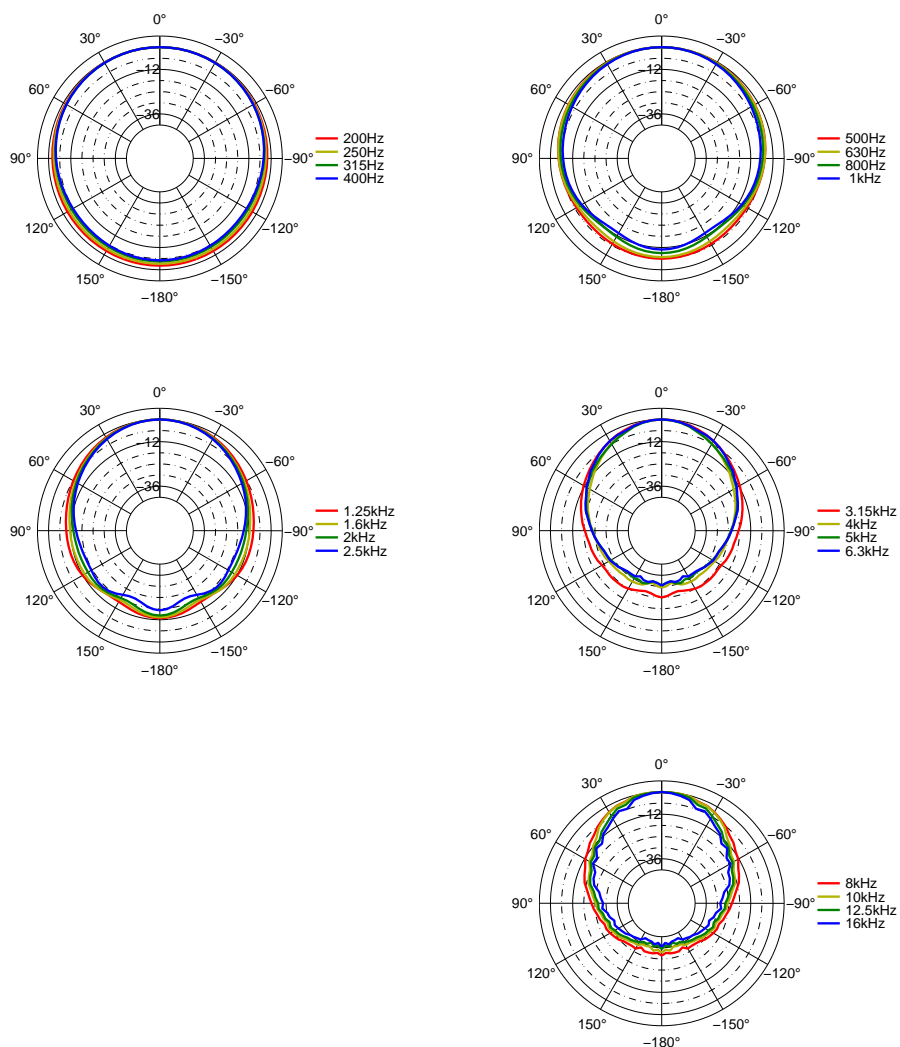 0°
30° −30°
60° −12 −60°
−36
90° −90°
120° −120°
150° −150°
−180°
200Hz
250Hz
315Hz
400Hz
0°
30° −30°
60° −12 −60°
−36
90° −90°
120° −120°
150° −150°
−180°
500Hz
630Hz
800Hz
1kHz
0°
30° −30°
60° −12 −60°
−36
90° −90°
120° −120°
150° −150°
−180°
1.25kHz
1.6kHz
2kHz
2.5kHz
0°
30° −30°
60° −12 −60°
−36
90° −90°
120° −120°
150° −150°
−180°
3.15kHz
4kHz
5kHz
6.3kHz
0°
30° −30°
60° −12 −60°
−36
90° −90°
120° −120°
150° −150°
−180°
8kHz
10kHz
12.5kHz
16kHz